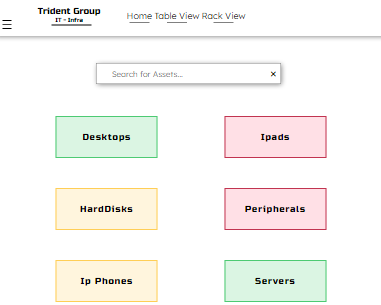 Trident Group
IT - Infra
Home Table View Rack View
Search for Assets...
Desktops
Ipads
HardDisks
Peripherals
Ip Phones
Servers